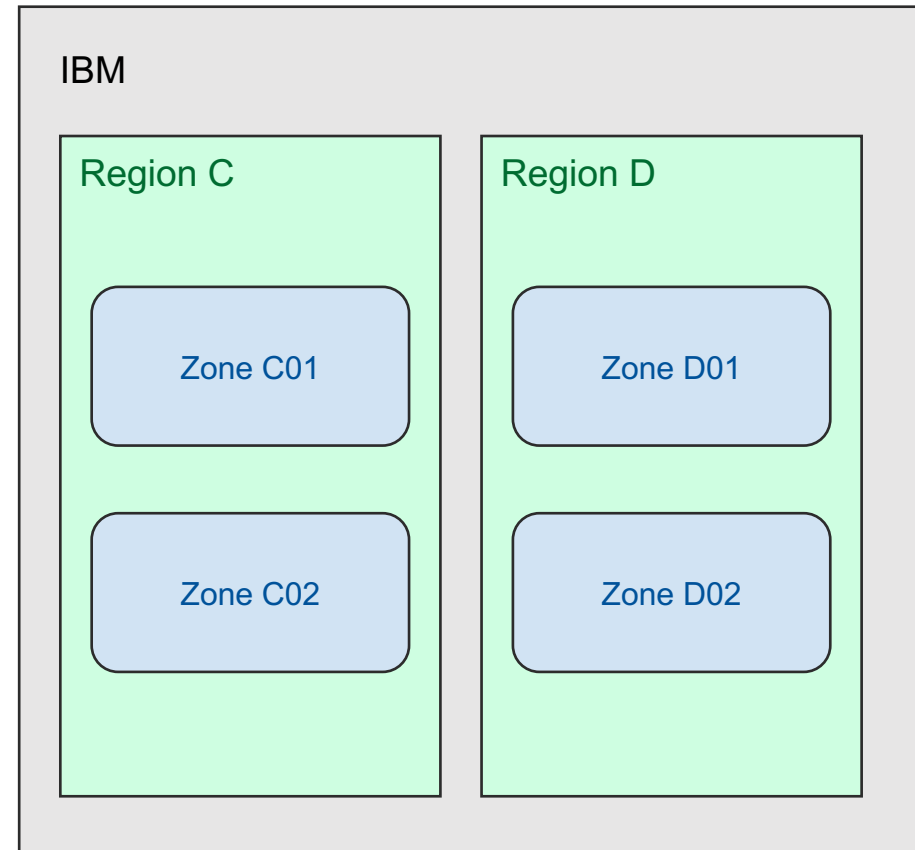 IBM
Region C
Zone C01
Zone C02
Region D
Zone D01
Zone D02